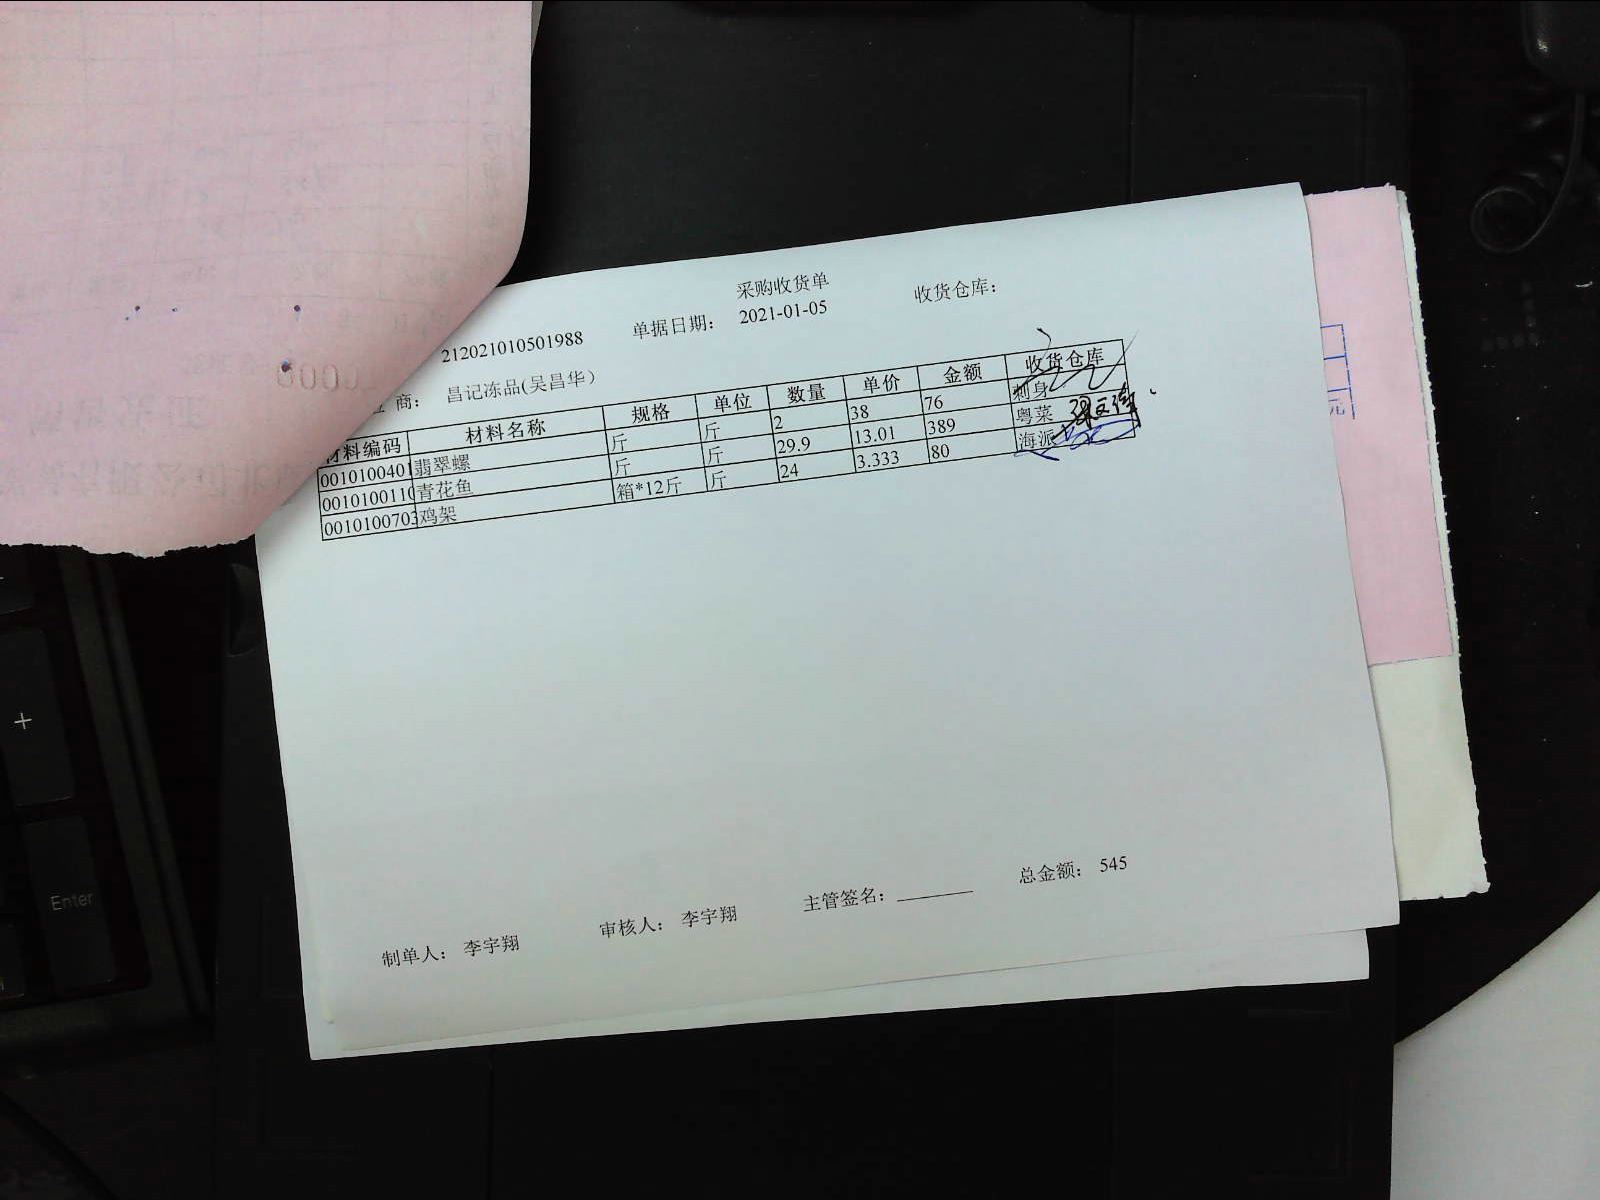 采购收货单
212021010501988 单据日期： 2021-01-05 收货仓库：
商： 昌记冻品(吴昌华)
料编码 材料名称 规格 单位 数量 单价 金额 收货仓库
001010040 翡翠螺 斤 斤 2 38 76 刺身
001010011 青花鱼 斤 斤 29.9 13.01 389 粤菜
001010070 鸡架 箱*12斤 斤 24 3.333 80 海派
制单人： 李宇翔 审核人： 李宇翔 主管签名： 总金额： 545
+
Enter
元